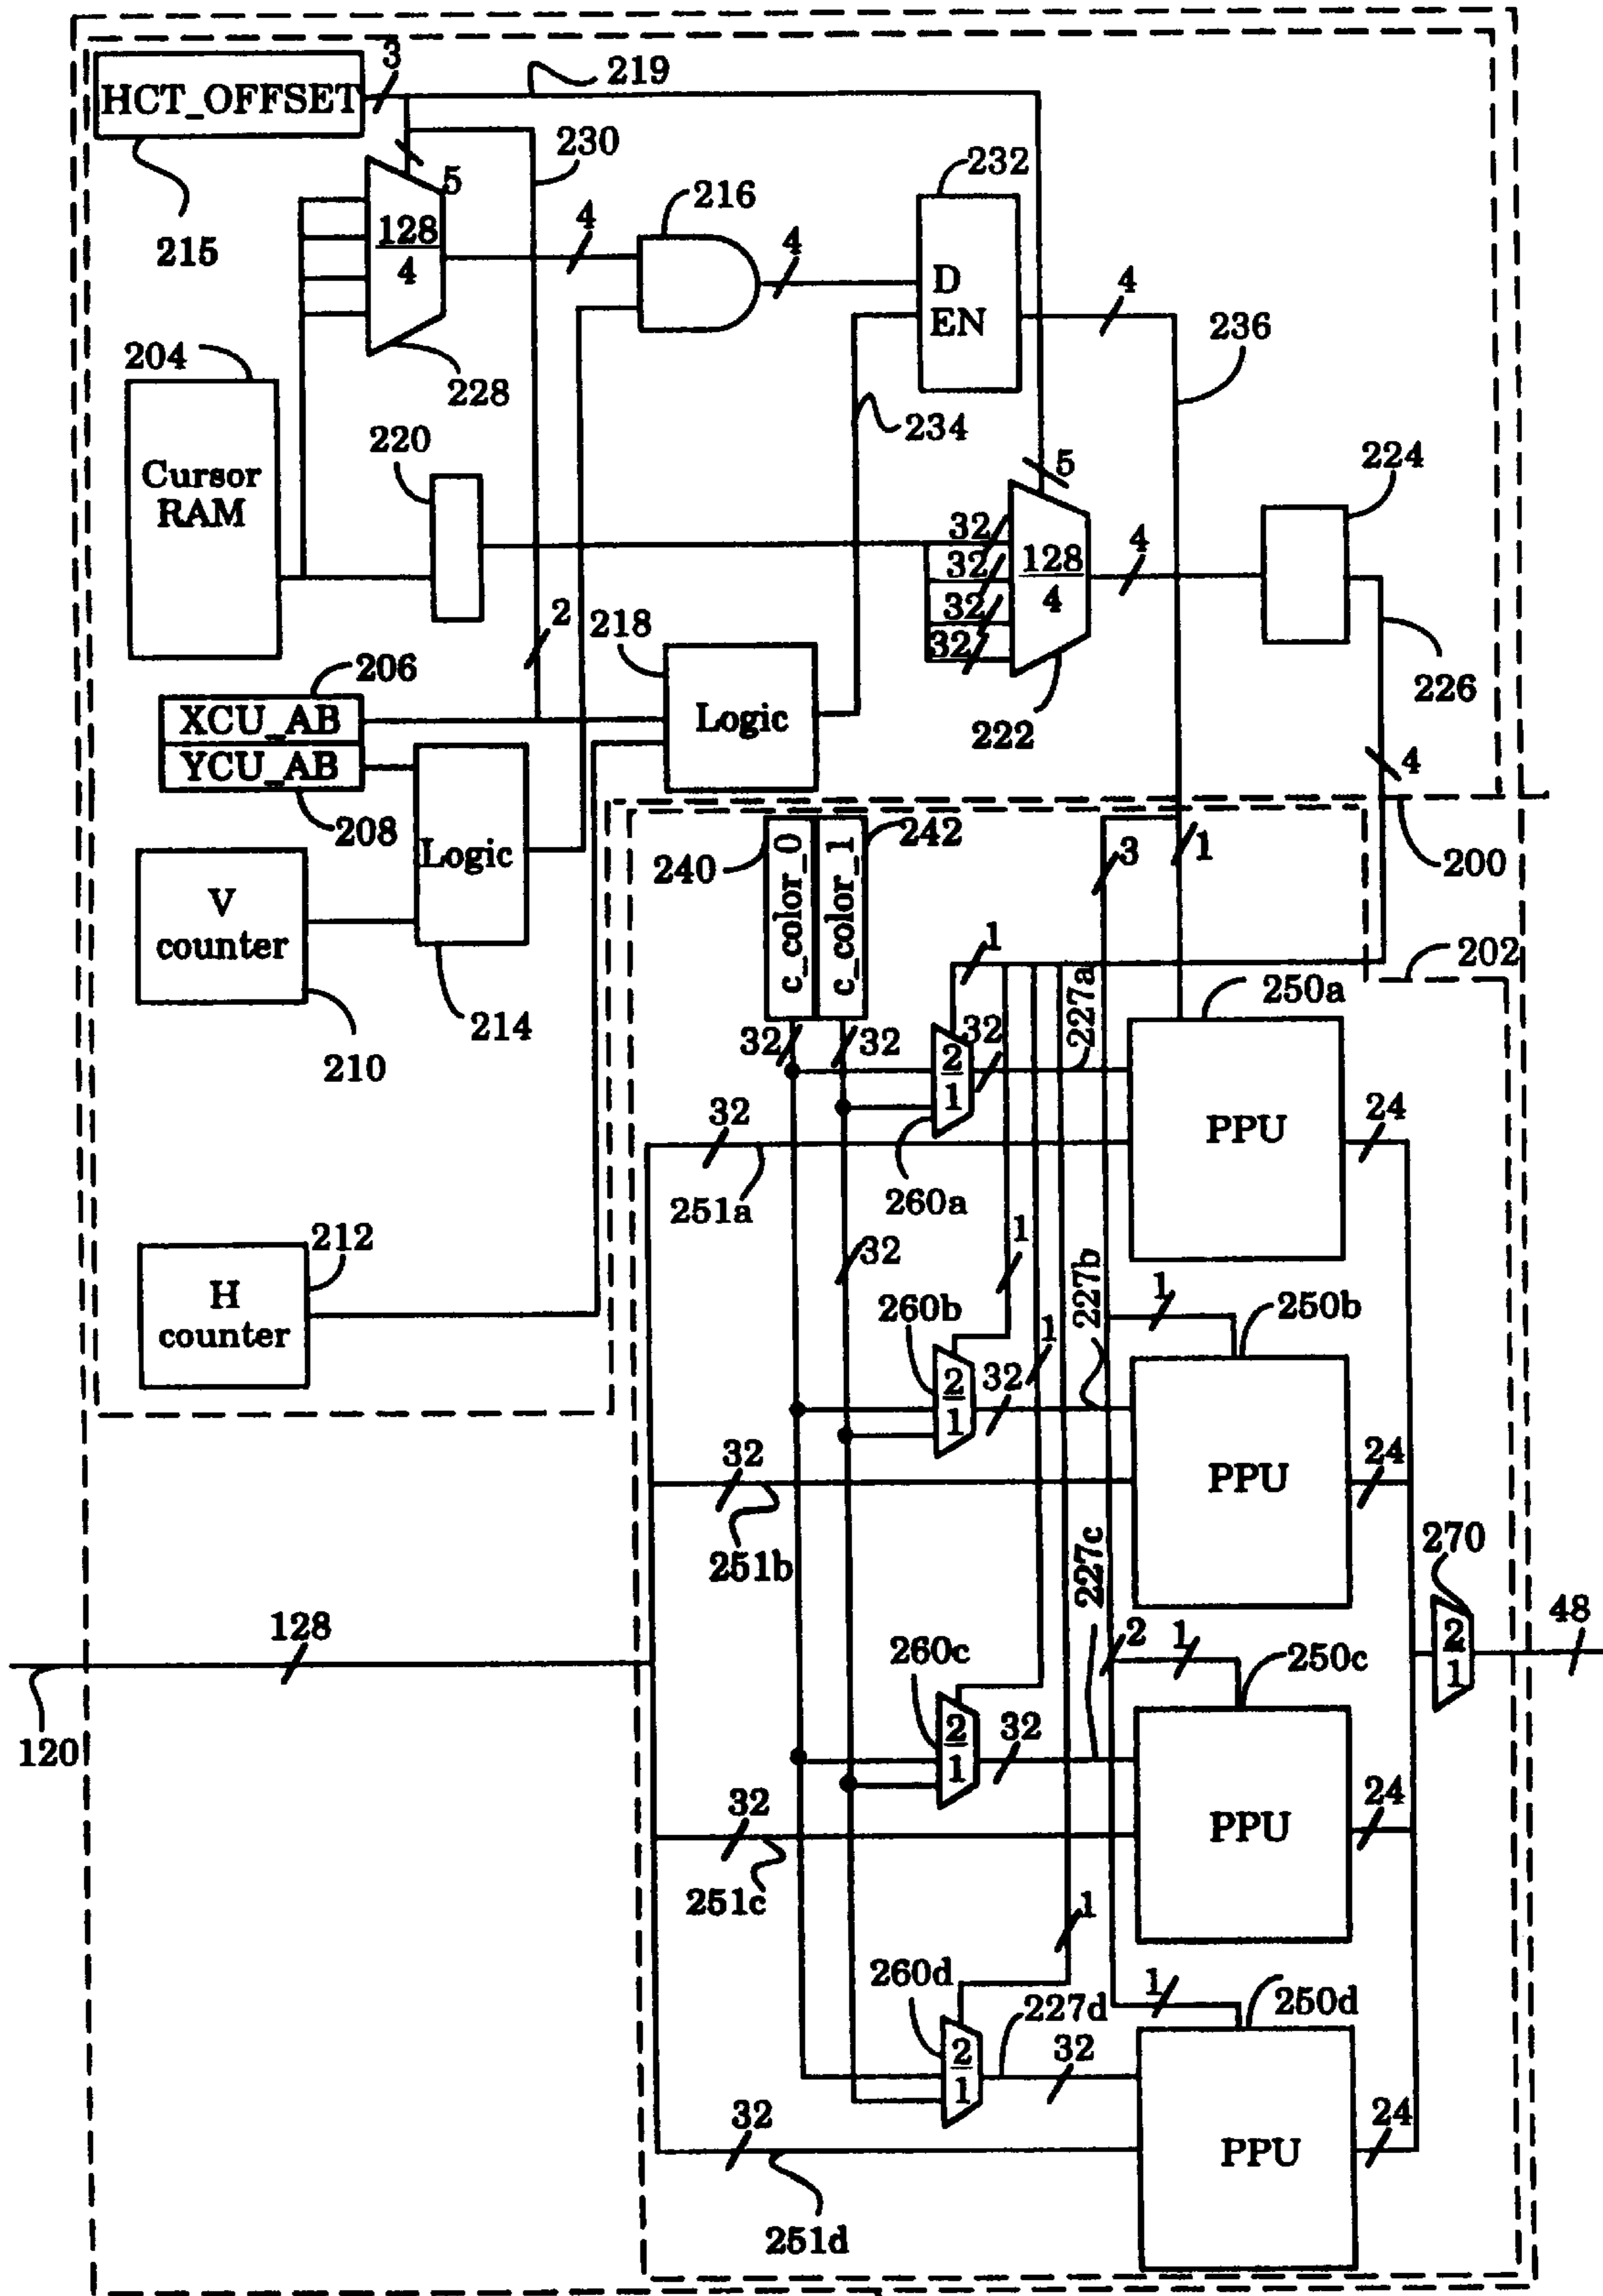 HCT_OFFSET
3
219
215
5
128
4
228
230
4
216
4
232
D
EN
4
236
234
204
Cursor
RAM
220
5
32
32
32
32
128
4
222
4
224
226
4
2
218
Logic
206
XCU_AB
YCU_AB
208
Logic
214
V
counter
210
212
H
counter
240
c_color_0
c_color_1
242
3
1
200
202
1
32
32
2
1
32
227a
250a
PPU
24
32
251a
260a
32
1
1
227b
260b
2
1
32
1
250b
PPU
24
32
251b
227c
270
2
1
48
128
120
260c
2
1
32
2
1
250c
PPU
24
32
251c
1
260d
2
1
227d
32
1
250d
PPU
24
32
251d